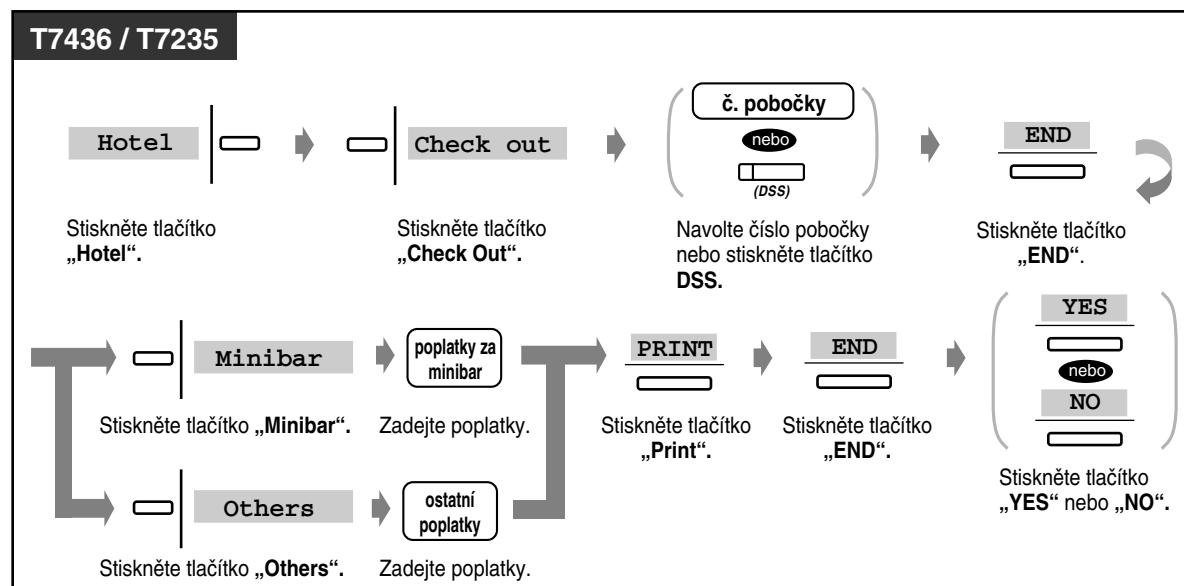 T7436 / T7235
Hotel
Stiskněte tlačítko
„Hotel“.
Check out
Stiskněte tlačítko
„Check Out“.
č. pobočky
nebo
(DSS)
Navolte číslo pobočky
nebo stiskněte tlačítko
DSS.
END
Stiskněte tlačítko
„END“.
Minibar
Stiskněte tlačítko „Minibar“.
poplatky za
minibar
Zadejte poplatky.
Others
Stiskněte tlačítko „Others“.
ostatní
poplatky
Zadejte poplatky.
PRINT
Stiskněte tlačítko
„Print“.
END
Stiskněte tlačítko
„END“.
YES
nebo
NO
Stiskněte tlačítko
„YES“ nebo „NO“.